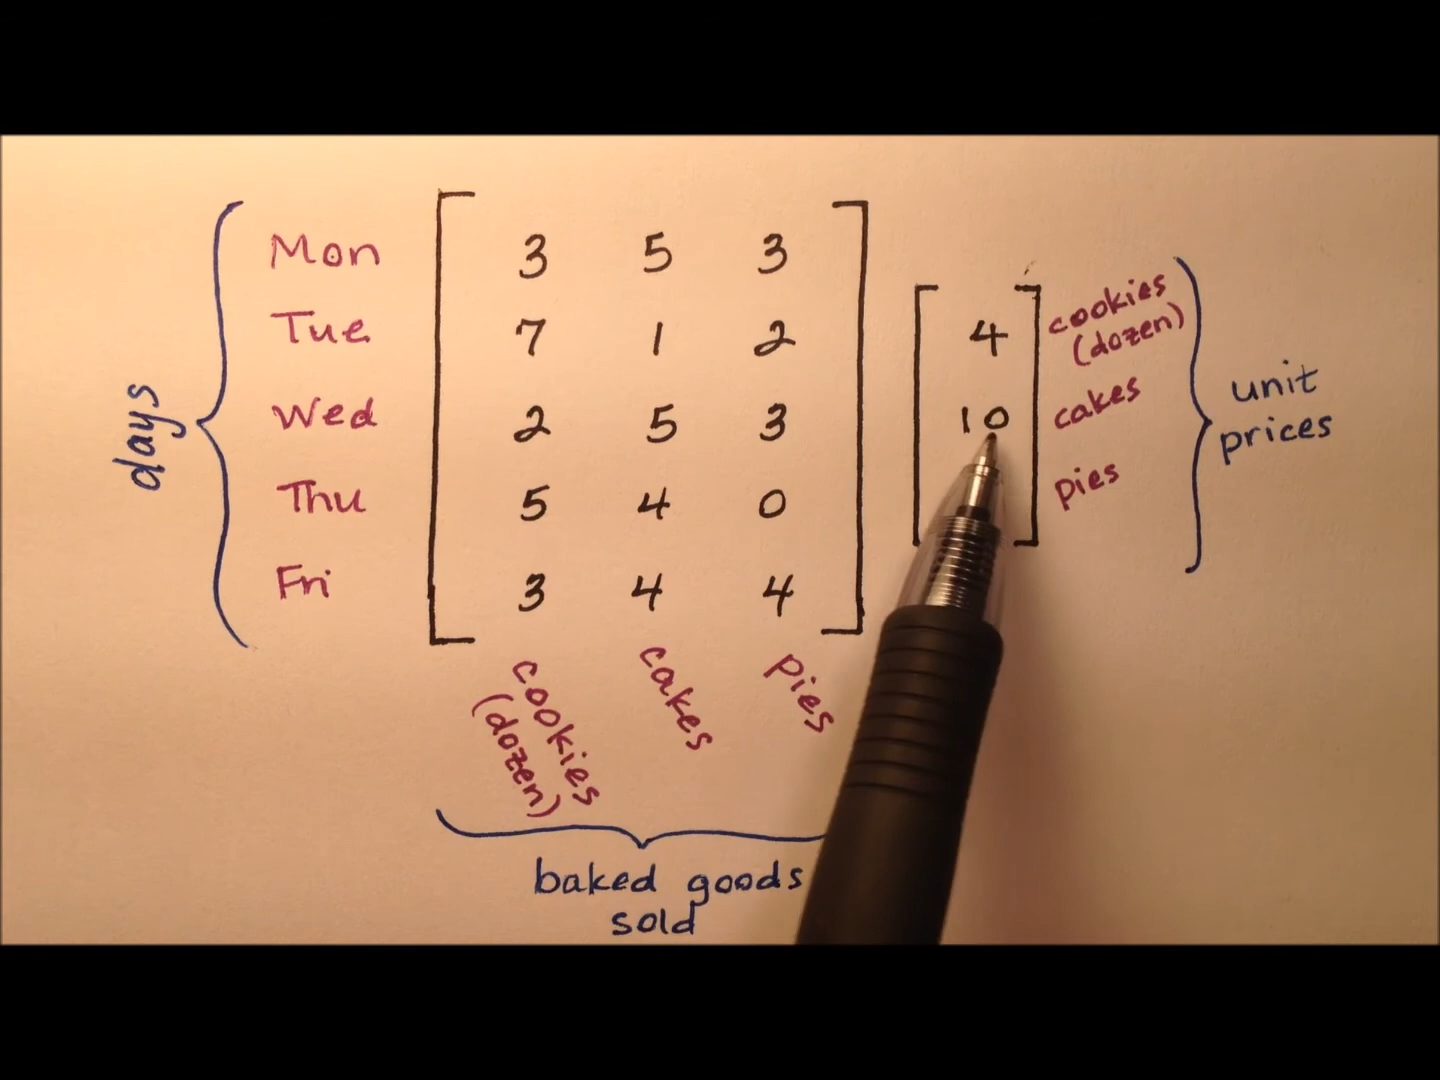 days
Mon 3 5 3
Tue 7 1 2
Wed 2 5 3
Thu 5 4 0
Fri 3 4 4
cookies
(dozen)
cakes
pies
baked goods
sold
4
10
cookies
(dozen)
cakes
pies
unit
prices